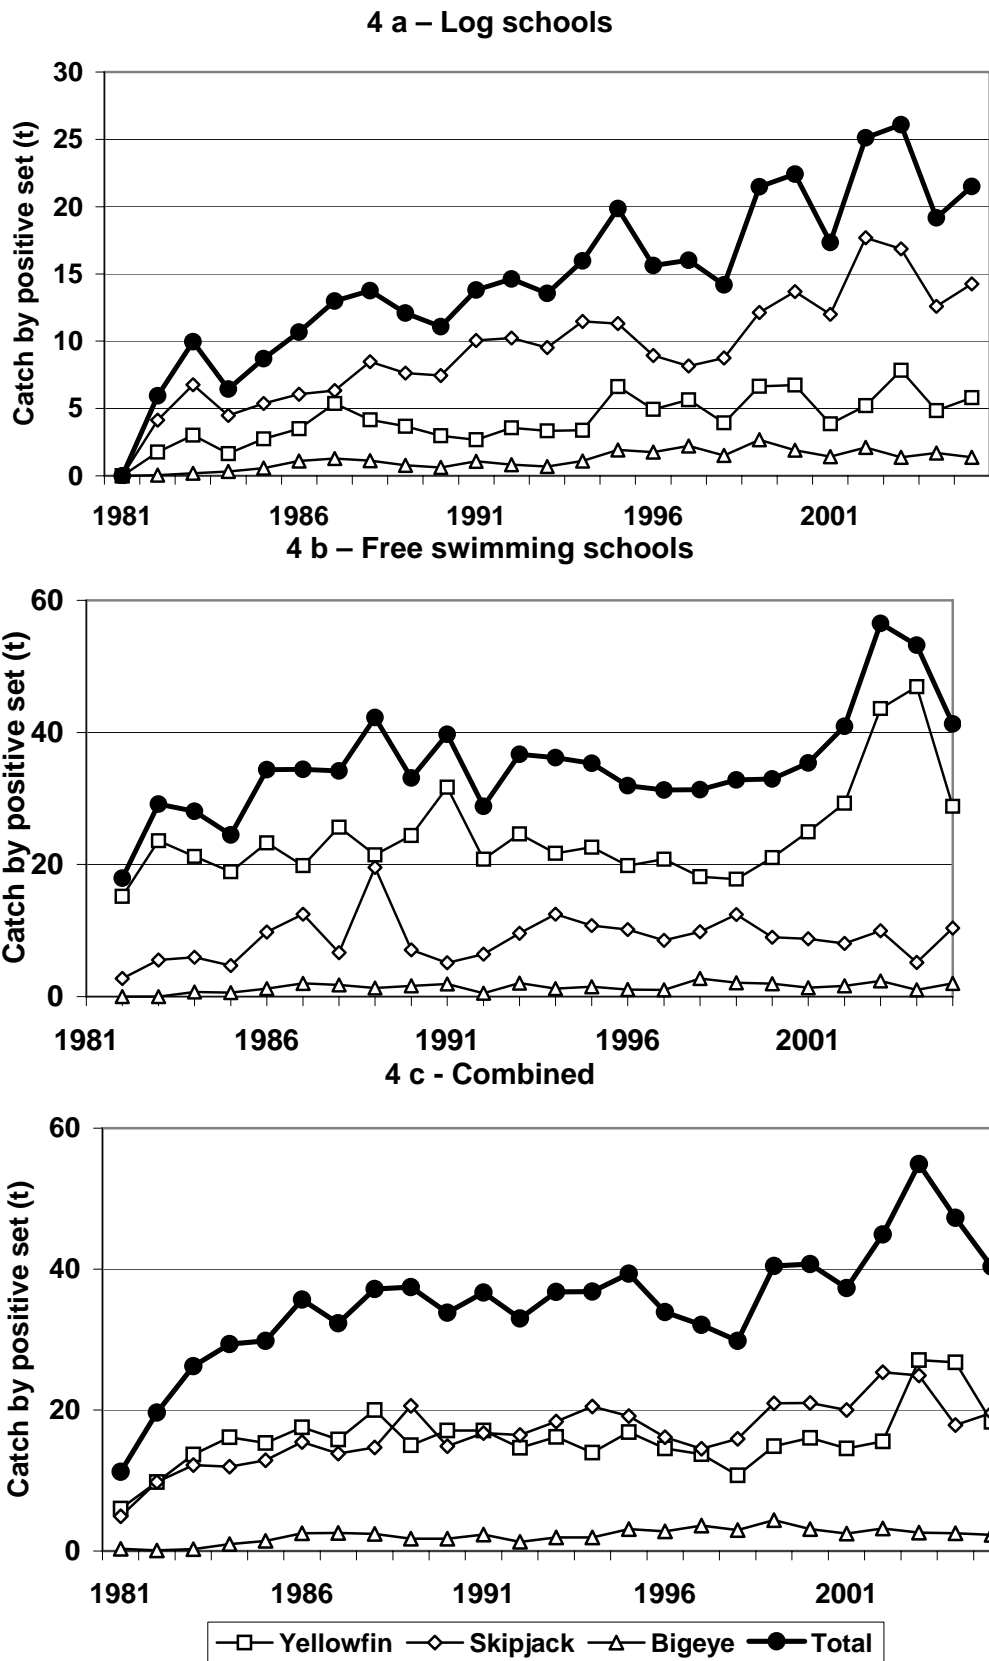 4 a – Log schools
Catch by positive set (t)
30
25
20
15
10
5
0
1981 1986 1991 1996 2001
4 b – Free swimming schools
Catch by positive set (t)
60
40
20
0
1981 1986 1991 1996 2001
4 c - Combined
Catch by positive set (t)
60
40
20
0
1981 1986 1991 1996 2001
Yellowfin Skipjack Bigeye Total